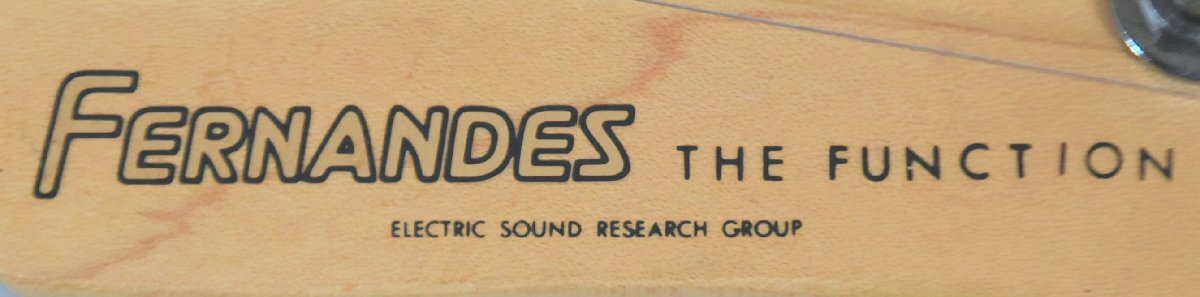 FERNANDES THE FUNCTION
ELECTRIC SOUND RESEARCH GROUP